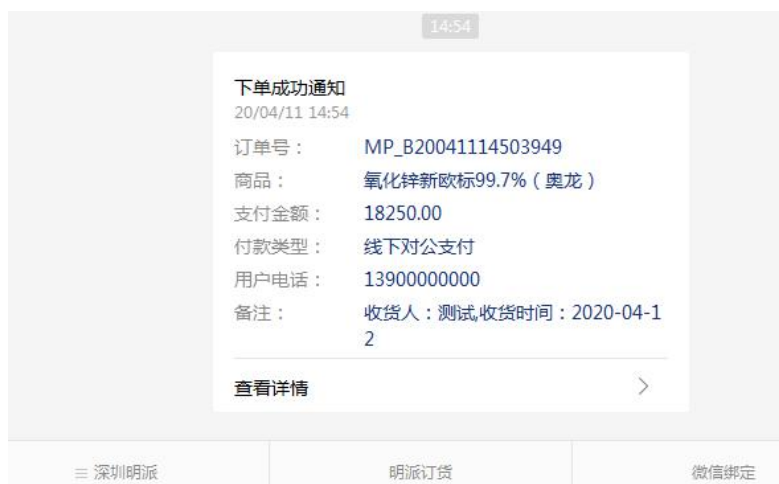 14:54
下单成功通知
20/04/11 14:54
订单号： MP_B20041114503949
商品： 氧化锌新欧标99.7%（奥龙）
支付金额： 18250.00
付款类型： 线下对公支付
用户电话： 13900000000
备注： 收货人：测试,收货时间：2020-04-1
2
查看详情
深圳明派 明派订货 微信绑定